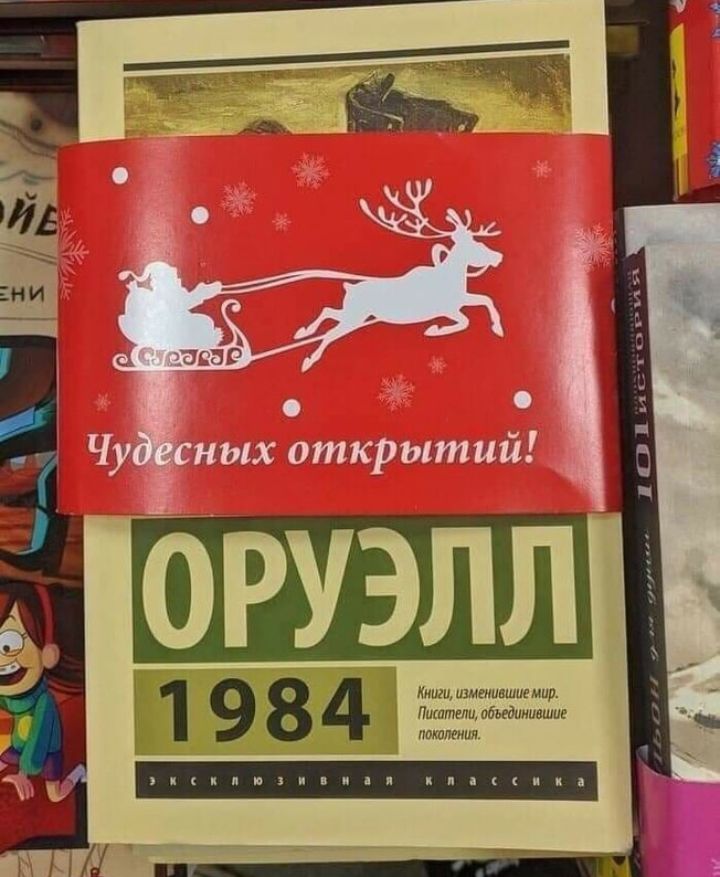 Чудесных открытий!
ОРУЭЛЛ
1984
Книги, изменившие мир.
Писатели, объединившие
поколения.
эксклюзивная классика
101 история